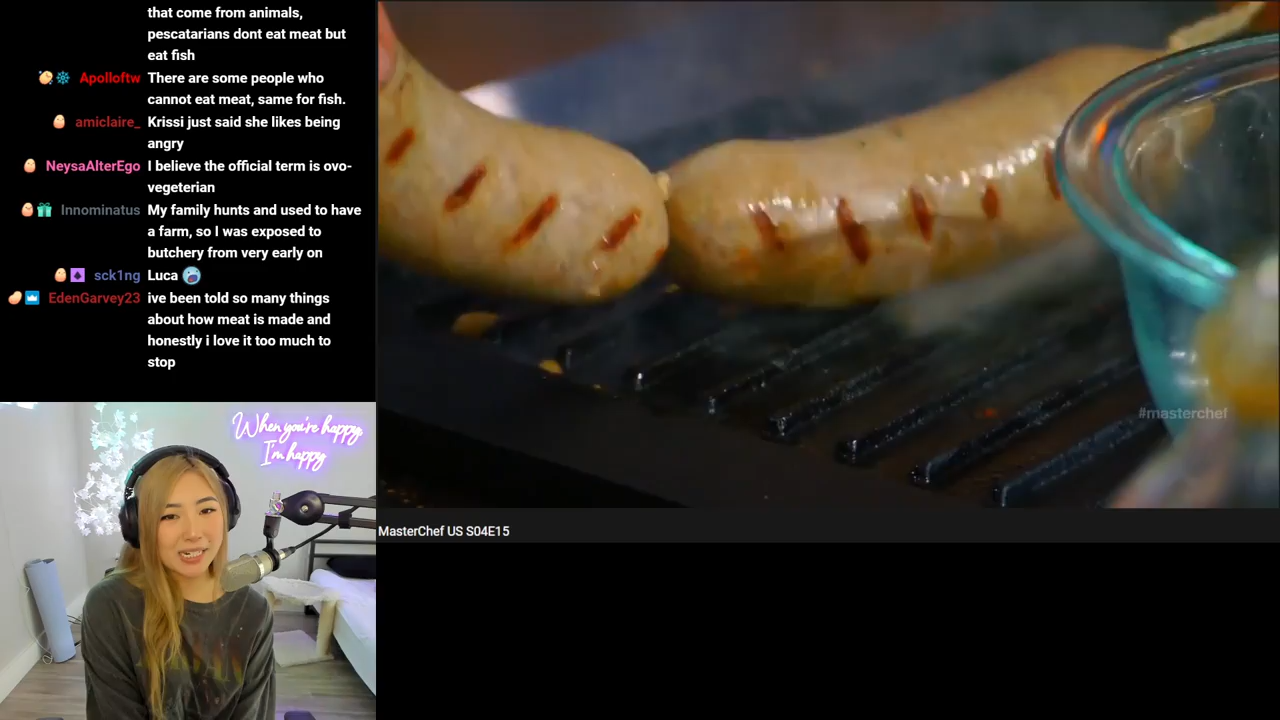 that come from animals,
pescatarians dont eat meat but
eat fish
Apolloftw There are some people who
cannot eat meat, same for fish.
amiclaire_ Krissi just said she likes being
angry
NeysaAlterEgo I believe the official term is ovo-
vegeterian
Innominatus My family hunts and used to have
a farm, so I was exposed to
butchery from very early on
sck1ng Luca
EdenGarvey23 ive been told so many things
about how meat is made and
honestly i love it too much to
stop
When you're happy,
I'm happy
#masterchef
MasterChef US S04E15